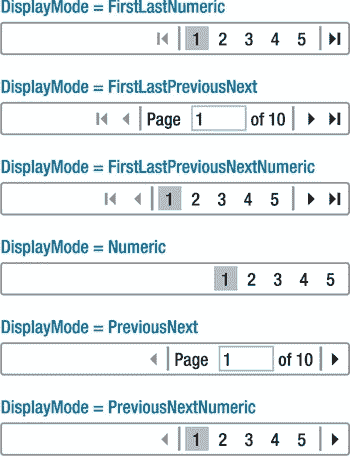 DisplayMode = FirstLastNumeric
1 2 3 4 5
DisplayMode = FirstLastPreviousNext
Page 1 of 10
DisplayMode = FirstLastPreviousNextNumeric
1 2 3 4 5
DisplayMode = Numeric
1 2 3 4 5
DisplayMode = PreviousNext
Page 1 of 10
DisplayMode = PreviousNextNumeric
1 2 3 4 5